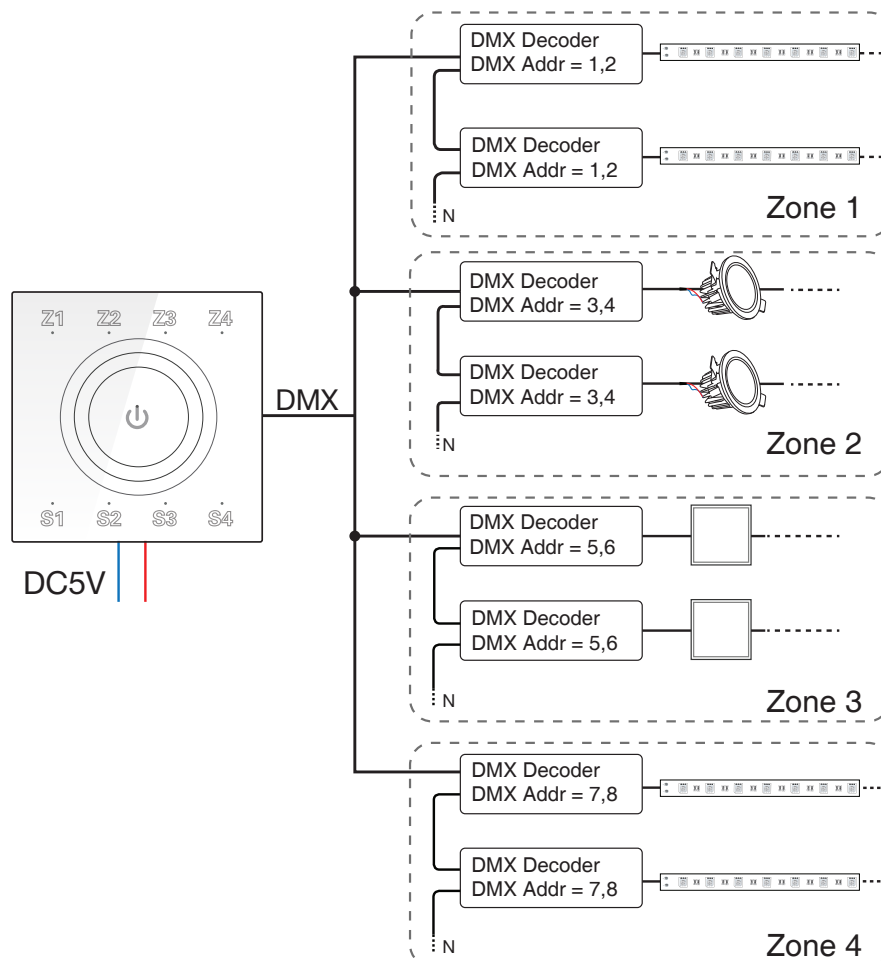 DMX Decoder
DMX Addr = 1,2
DMX Decoder
DMX Addr = 1,2
N
Zone 1
DMX Decoder
DMX Addr = 3,4
DMX Decoder
DMX Addr = 3,4
N
Zone 2
Z1 Z2 Z3 Z4
DMX
S1 S2 S3 S4
DC5V
DMX Decoder
DMX Addr = 5,6
DMX Decoder
DMX Addr = 5,6
N
Zone 3
DMX Decoder
DMX Addr = 7,8
DMX Decoder
DMX Addr = 7,8
N
Zone 4